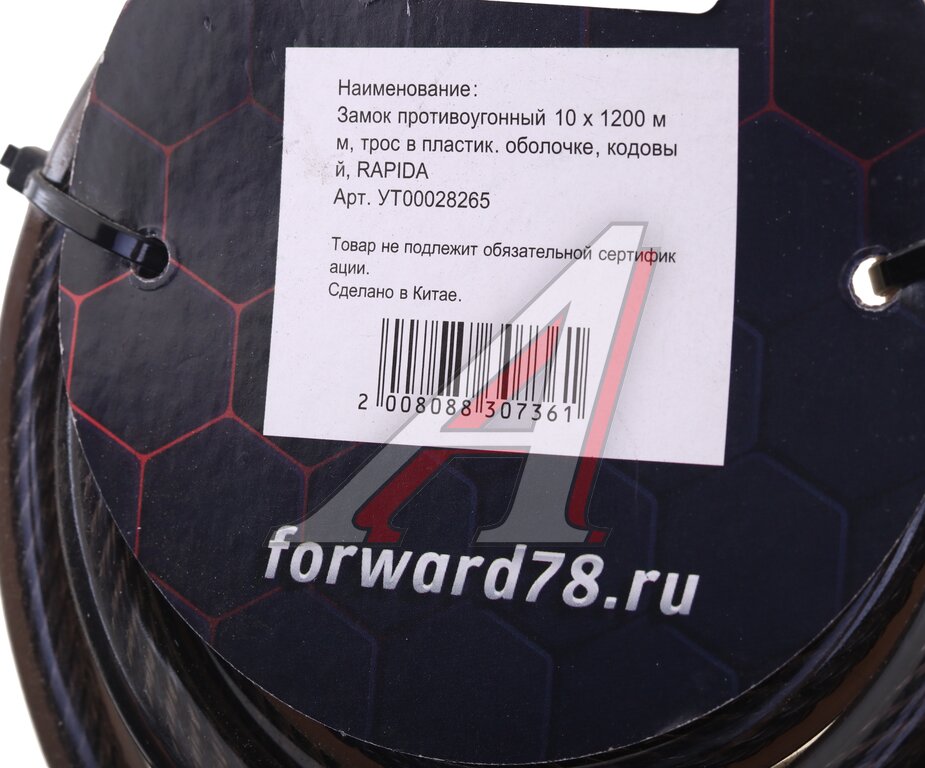 Наименование:
Замок противоугонный 10 х 1200 м
м, трос в пластик. оболочке, кодовы
й, RAPIDA
Арт. УТ00028265
Товар не подлежит обязательной сертифик
ации.
Сделано в Китае.
2 008088 307361
forward78.ru